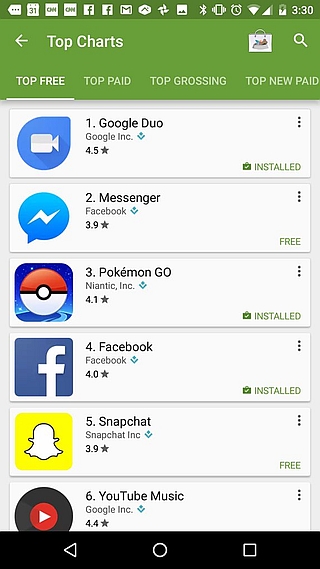 31 CNN CNN 3:30
Top Charts
TOP FREE TOP PAID TOP GROSSING TOP NEW PAID
1. Google Duo
Google Inc.
4.5
INSTALLED
2. Messenger
Facebook
3.9
FREE
3. Pokémon GO
Niantic, Inc.
4.1
INSTALLED
4. Facebook
Facebook
4.0
INSTALLED
5. Snapchat
Snapchat Inc
3.9
FREE
6. YouTube Music
Google Inc.
4.4